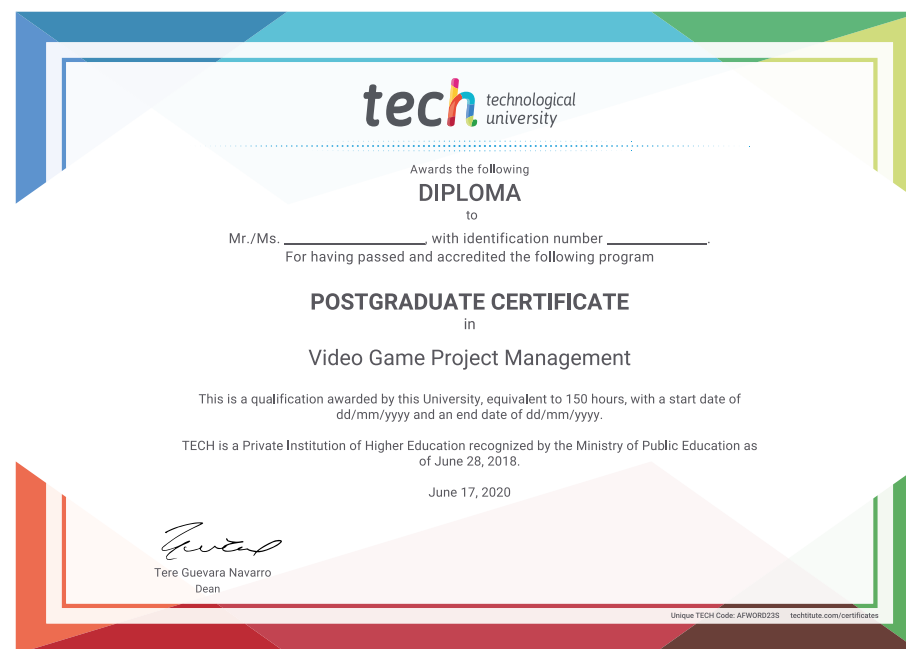 tech technological
university
Awards the following
DIPLOMA
to
Mr./Ms. ____________________, with identification number ______________.
For having passed and accredited the following program
POSTGRADUATE CERTIFICATE
in
Video Game Project Management
This is a qualification awarded by this University, equivalent to 150 hours, with a start date of
dd/mm/yyyy and an end date of dd/mm/yyyy.
TECH is a Private Institution of Higher Education recognized by the Ministry of Public Education as
of June 28, 2018.
June 17, 2020
Tere Guevara Navarro
Dean
Unique TECH Code: AFWORD23S techtitute.com/certificates